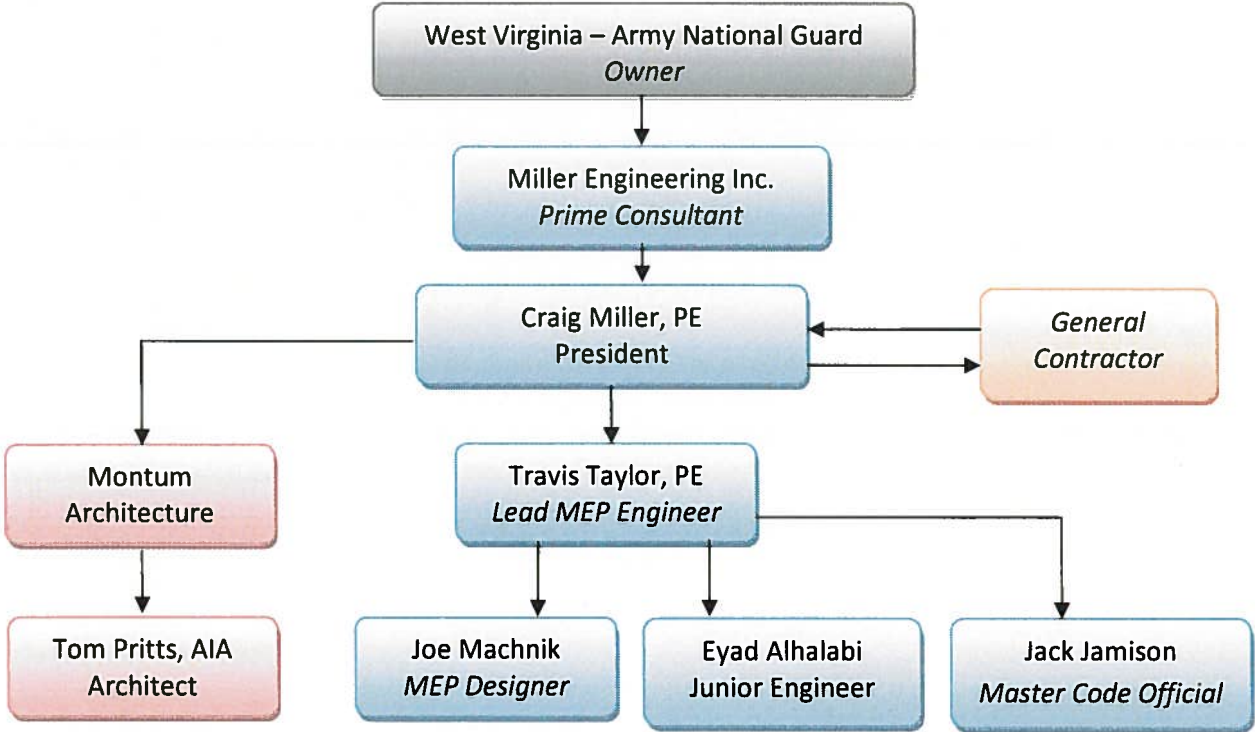 West Virginia – Army National Guard
Owner
Miller Engineering Inc.
Prime Consultant
Craig Miller, PE
President
General
Contractor
Montum
Architecture
Travis Taylor, PE
Lead MEP Engineer
Tom Pritts, AIA
Architect
Joe Machnik
MEP Designer
Eyad Alhalabi
Junior Engineer
Jack Jamison
Master Code Official